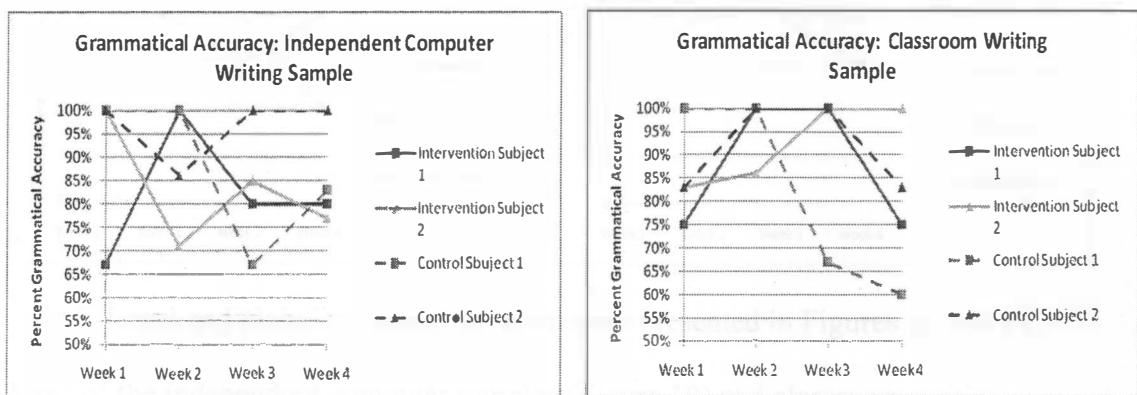 Grammatical Accuracy: Independent Computer
Writing Sample
Percent Grammatical Accuracy
100%
95%
90%
85%
80%
75%
70%
65%
60%
55%
50%
Week 1 Week 2 Week 3 Week 4
Intervention Subject
1
Intervention Subject
2
Control Sbuject 1
Control Subject 2
Grammatical Accuracy: Classroom Writing
Sample
Percent Grammatical Accuracy
100%
95%
90%
85%
80%
75%
70%
65%
60%
55%
50%
Week 1 Week 2 Week 3 Week4
Intervention Subject
1
Intervention Subject
2
Control Subject 1
Control Subject 2